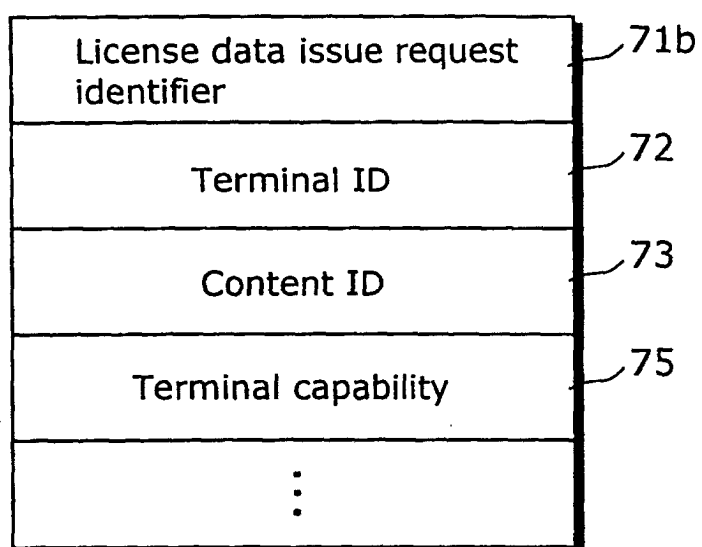 License data issue request 71b
identifier
Terminal ID 72
Content ID 73
Terminal capability 75
⋮